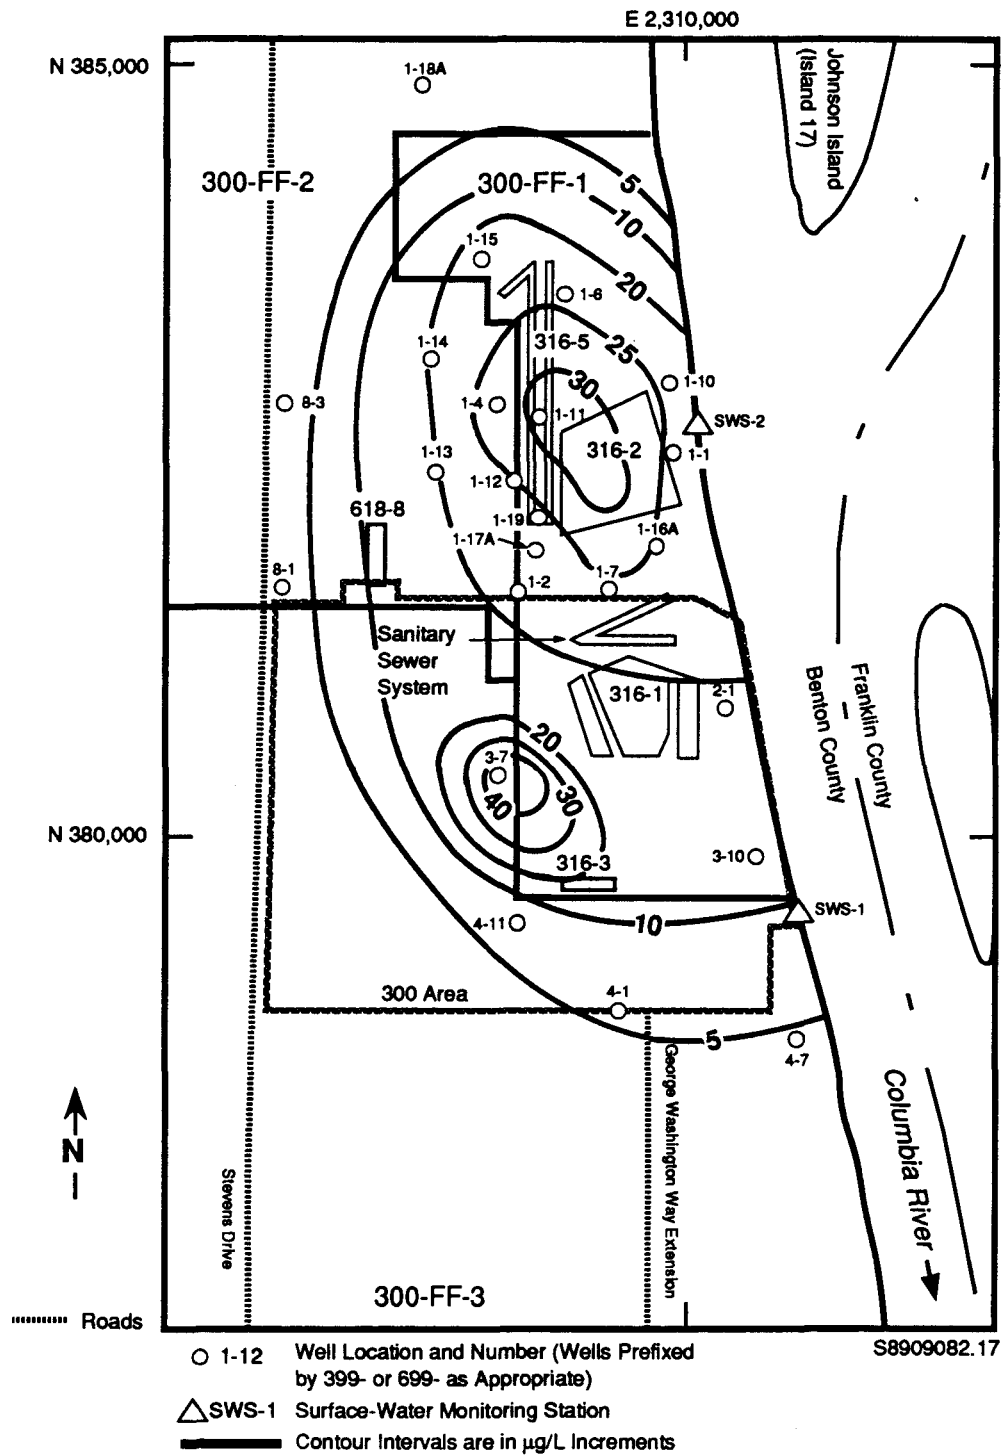 E 2,310,000
N 385,000
1-18A
Johnson Island
(Island 17)
300-FF-2
300-FF-1
5
10
1-15
20
1-6
316-5
25
1-14
30
1-10
8-3
1-4
1-11
SWS-2
316-2
1-1
1-13
1-12
618-8
1-19
1-16A
1-17A
8-1
1-2
1-7
Sanitary
Sewer
System
316-1
2-1
Franklin County
Benton County
20
3-7
30
40
N 380,000
3-10
316-3
SWS-1
4-11
10
300 Area
4-1
5
4-7
George Washington Way Extension
Columbia River
N
Stevens Drive
300-FF-3
Roads
S8909082.17
1-12 Well Location and Number (Wells Prefixed
by 399- or 699- as Appropriate)
SWS-1 Surface-Water Monitoring Station
Contour Intervals are in µg/L Increments